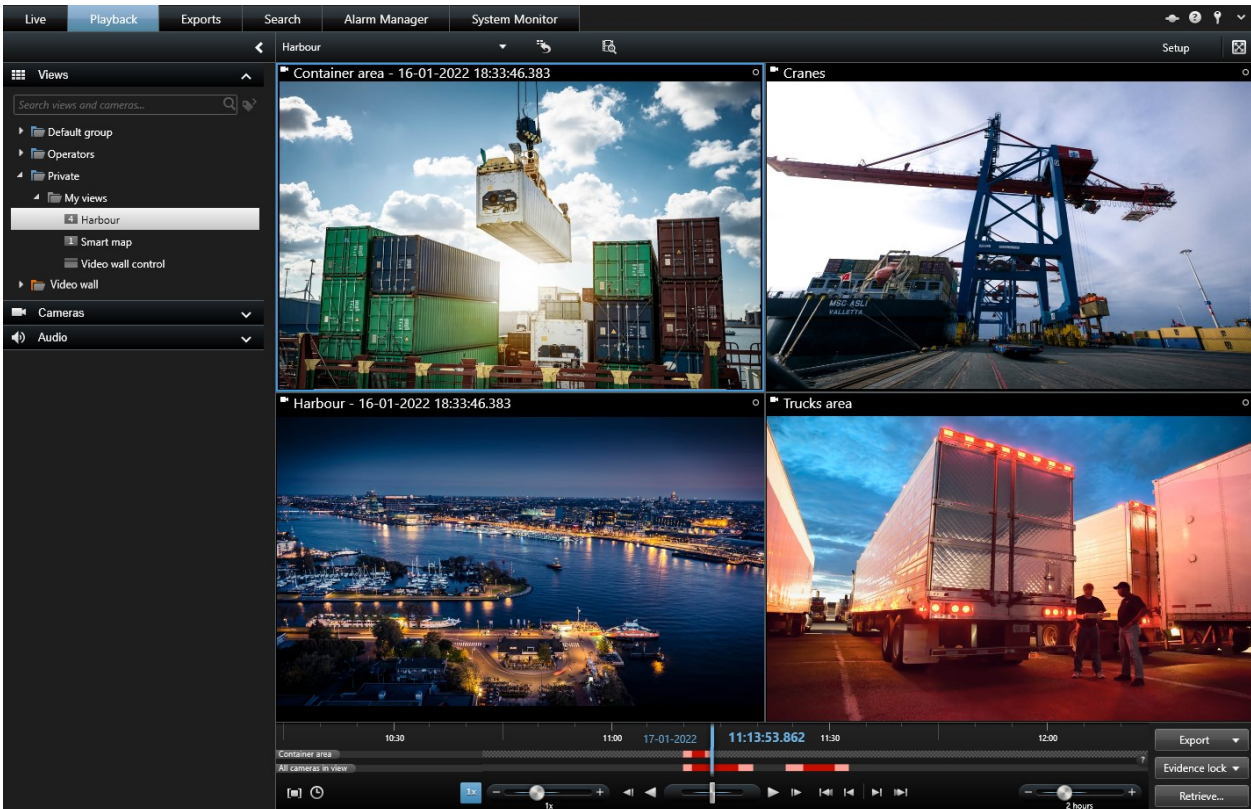 Live Playback Exports Search Alarm Manager System Monitor
Harbour Setup
Views
Search views and cameras...
Default group
Operators
Private
My views
4 Harbour
1 Smart map
Video wall control
Video wall
Cameras
Audio
Container area - 16-01-2022 18:33:46.383
Cranes
MSC ASLI
VALLETTA
Harbour - 16-01-2022 18:33:46.383
Trucks area
10:30 11:00 17-01-2022 11:13:53.862 11:30 12:00
Container area
All cameras in view
?
1x
1x
2 hours
Export
Evidence lock
Retrieve...